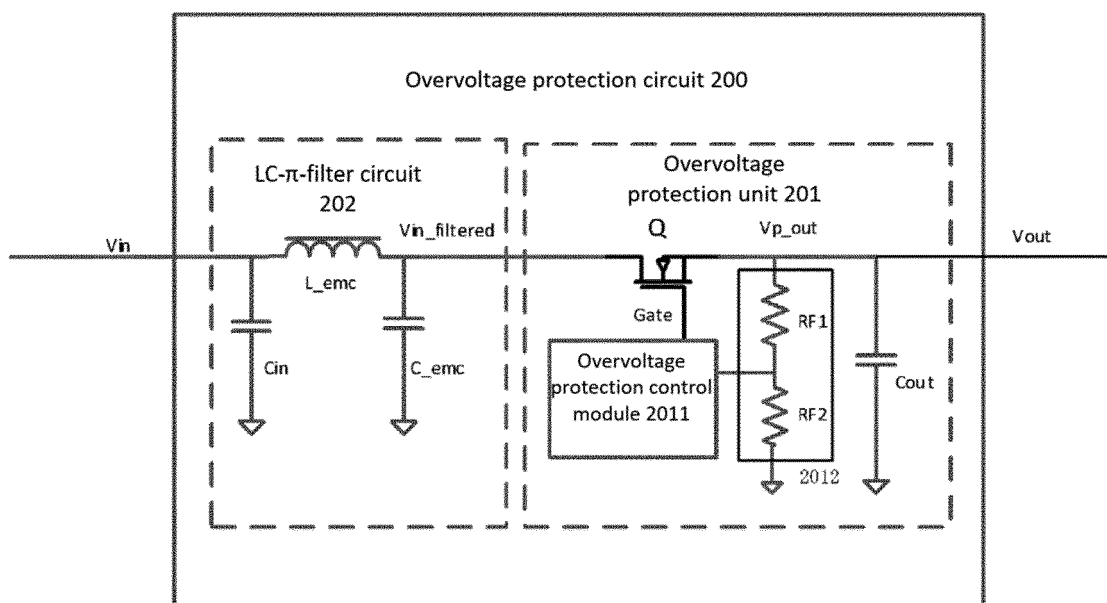 Overvoltage protection circuit 200
LC-π-filter circuit
202
Overvoltage
protection unit 201
Vin
Vin_filtered
Q
Vp_out
Vout
L_emc
Gate
RF1
Cin
C_emc
Overvoltage
protection control
module 2011
RF2
Cout
2012